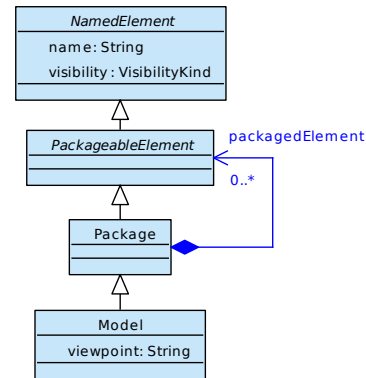 NamedElement
name: String
visibility: VisibilityKind
PackageableElement
packagedElement
0..*
Package
Model
viewpoint: String